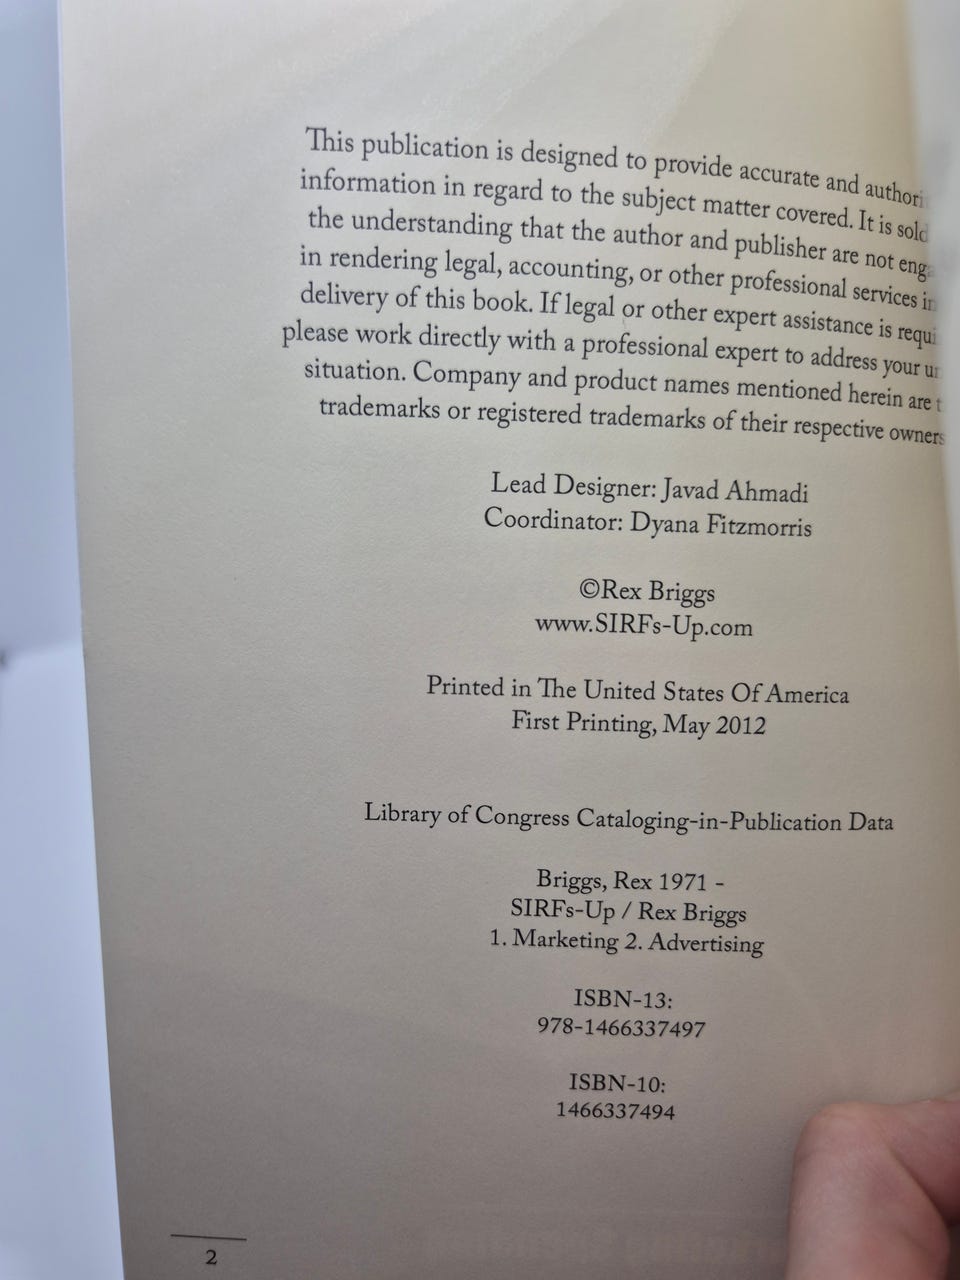 This publication is designed to provide accurate and authori
information in regard to the subject matter covered. It is sold
the understanding that the author and publisher are not eng
in rendering legal, accounting, or other professional services in
delivery of this book. If legal or other expert assistance is requi
please work directly with a professional expert to address your
situation. Company and product names mentioned herein are t
trademarks or registered trademarks of their respective owners
Lead Designer: Javad Ahmadi
Coordinator: Dyana Fitzmorris
©Rex Briggs
www.SIRFs-Up.com
Printed in The United States Of America
First Printing, May 2012
Library of Congress Cataloging-in-Publication Data
Briggs, Rex 1971 -
SIRFs-Up / Rex Briggs
1. Marketing 2. Advertising
ISBN-13:
978-1466337497
ISBN-10:
1466337494
2